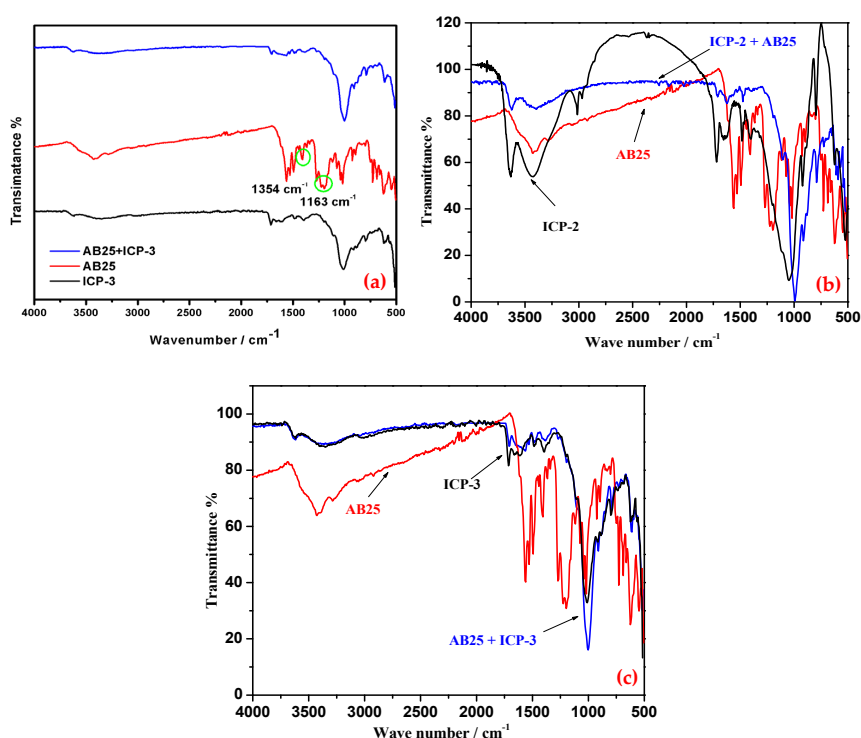 Transimatance %
1354 cm⁻¹
1163 cm⁻¹
AB25+ICP-3
AB25
ICP-3
(a)
4000 3500 3000 2500 2000 1500 1000 500
Wavenumber / cm⁻¹
Transmittance %
120
100
80
60
40
20
0
ICP-2 + AB25
AB25
ICP-2
(b)
4000 3500 3000 2500 2000 1500 1000 500
Wave number / cm⁻¹
Transmittance %
100
80
60
40
20
0
ICP-3
AB25
AB25 + ICP-3
(c)
4000 3500 3000 2500 2000 1500 1000 500
Wave number / cm⁻¹